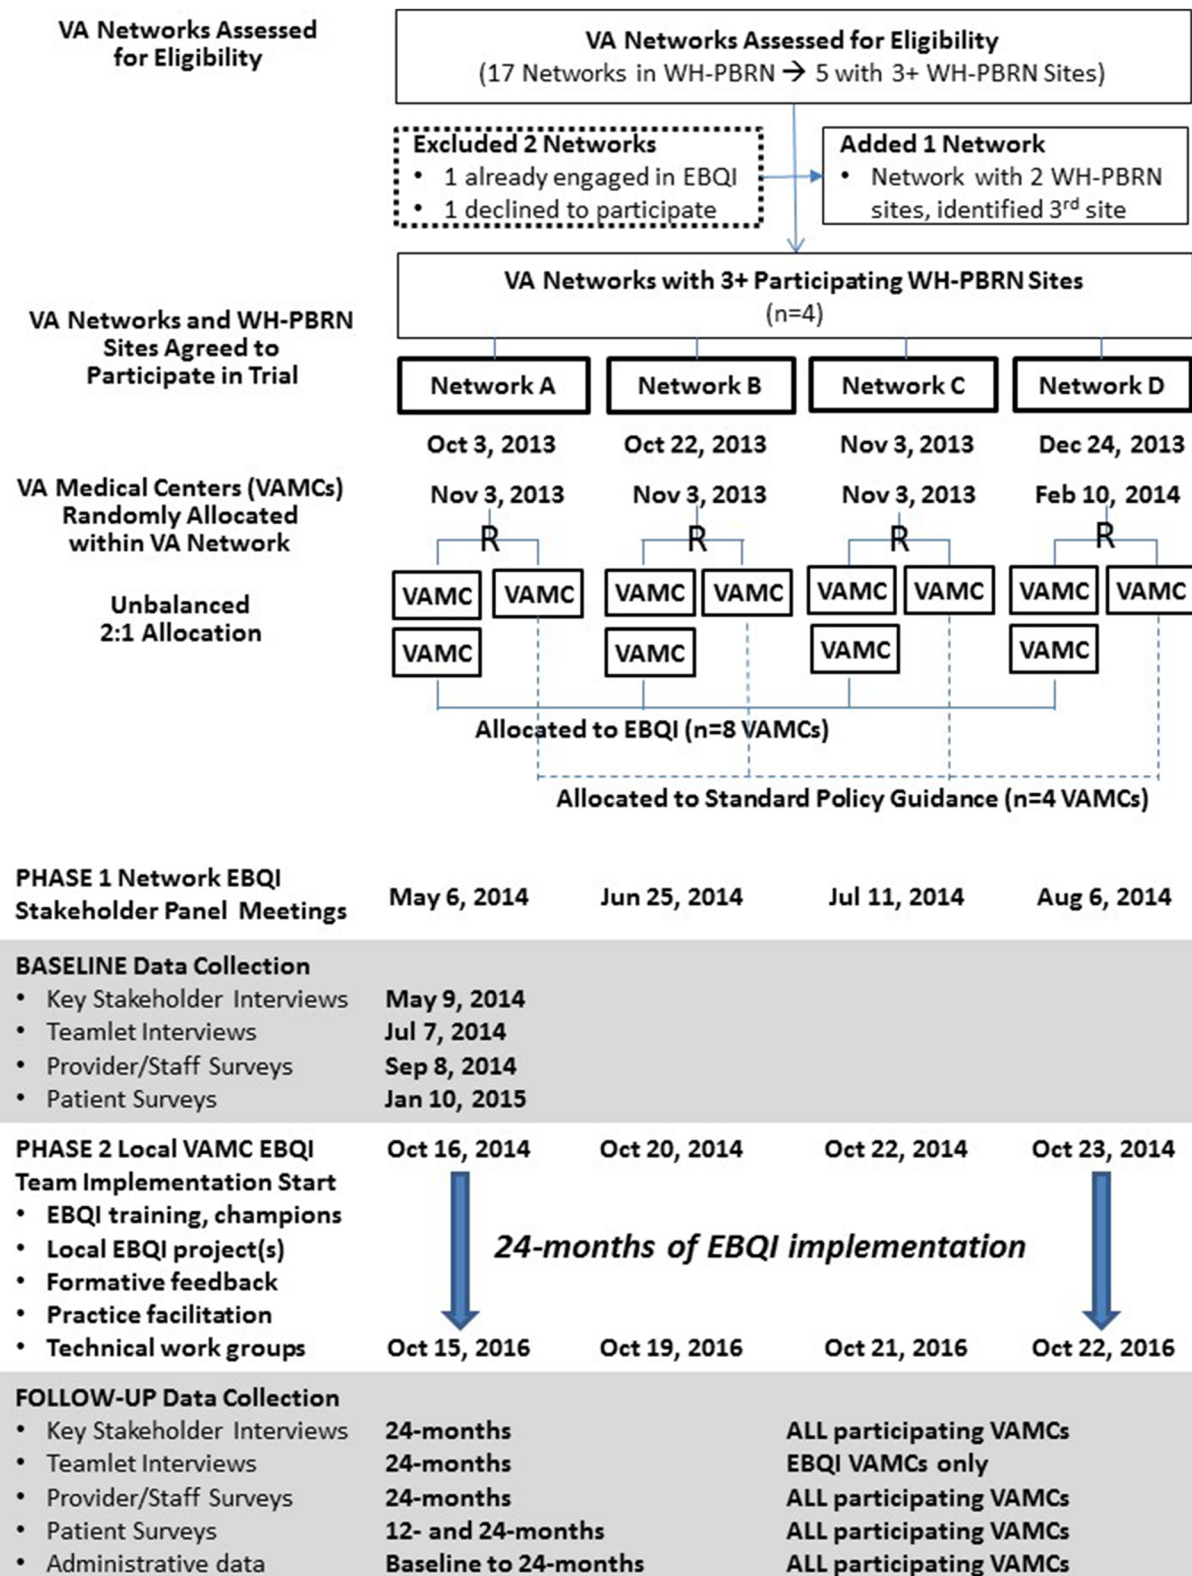 VA Networks Assessed
for Eligibility
VA Networks Assessed for Eligibility
(17 Networks in WH-PBRN → 5 with 3+ WH-PBRN Sites)
Excluded 2 Networks
• 1 already engaged in EBQI
• 1 declined to participate
Added 1 Network
• Network with 2 WH-PBRN
sites, identified 3rd site
VA Networks with 3+ Participating WH-PBRN Sites
(n=4)
VA Networks and WH-PBRN
Sites Agreed to
Participate in Trial
Network A Network B Network C Network D
Oct 3, 2013 Oct 22, 2013 Nov 3, 2013 Dec 24, 2013
VA Medical Centers (VAMCs)
Randomly Allocated
within VA Network
Nov 3, 2013 Nov 3, 2013 Nov 3, 2013 Feb 10, 2014
R R R R
Unbalanced
2:1 Allocation
VAMC VAMC VAMC VAMC VAMC VAMC VAMC VAMC
VAMC VAMC VAMC VAMC
Allocated to EBQI (n=8 VAMCs)
Allocated to Standard Policy Guidance (n=4 VAMCs)
PHASE 1 Network EBQI
Stakeholder Panel Meetings
May 6, 2014 Jun 25, 2014 Jul 11, 2014 Aug 6, 2014
BASELINE Data Collection
• Key Stakeholder Interviews May 9, 2014
• Teamlet Interviews Jul 7, 2014
• Provider/Staff Surveys Sep 8, 2014
• Patient Surveys Jan 10, 2015
PHASE 2 Local VAMC EBQI Oct 16, 2014 Oct 20, 2014 Oct 22, 2014 Oct 23, 2014
Team Implementation Start
• EBQI training, champions
• Local EBQI project(s)
24-months of EBQI implementation
• Formative feedback
• Practice facilitation
• Technical work groups Oct 15, 2016 Oct 19, 2016 Oct 21, 2016 Oct 22, 2016
FOLLOW-UP Data Collection
• Key Stakeholder Interviews 24-months ALL participating VAMCs
• Teamlet Interviews 24-months EBQI VAMCs only
• Provider/Staff Surveys 24-months ALL participating VAMCs
• Patient Surveys 12- and 24-months ALL participating VAMCs
• Administrative data Baseline to 24-months ALL participating VAMCs